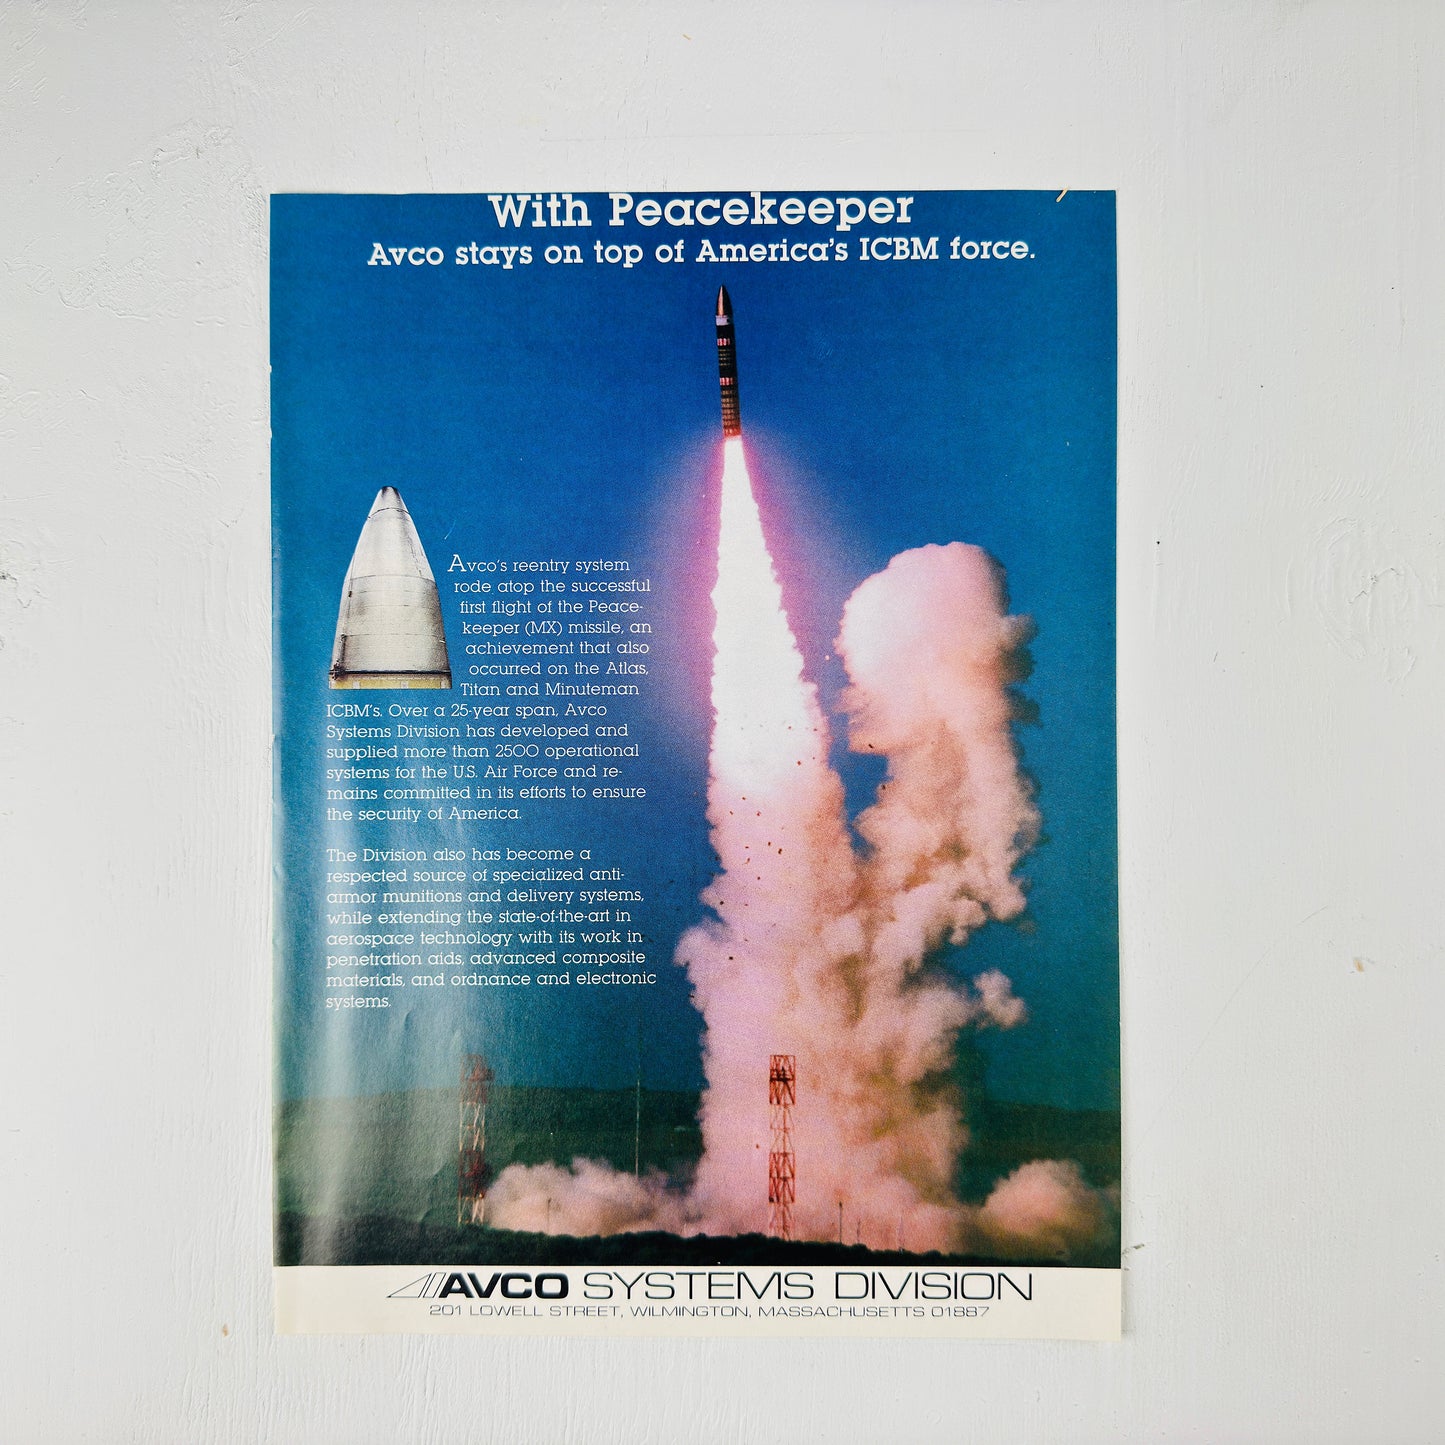 With Peacekeeper
Avco stays on top of America's ICBM force.
Avco's reentry system
rode atop the successful
first flight of the Peace-
keeper (MX) missile, an
achievement that also
occurred on the Atlas,
Titan and Minuteman
ICBM's. Over a 25-year span, Avco
Systems Division has developed and
supplied more than 2500 operational
systems for the U.S. Air Force and re-
mains committed in its efforts to ensure
the security of America.
The Division also has become a
respected source of specialized anti-
armor munitions and delivery systems,
while extending the state-of-the-art in
aerospace technology with its work in
penetration aids, advanced composite
materials, and ordnance and electronic
systems.
AVCO SYSTEMS DIVISION
201 LOWELL STREET, WILMINGTON, MASSACHUSETTS 01887